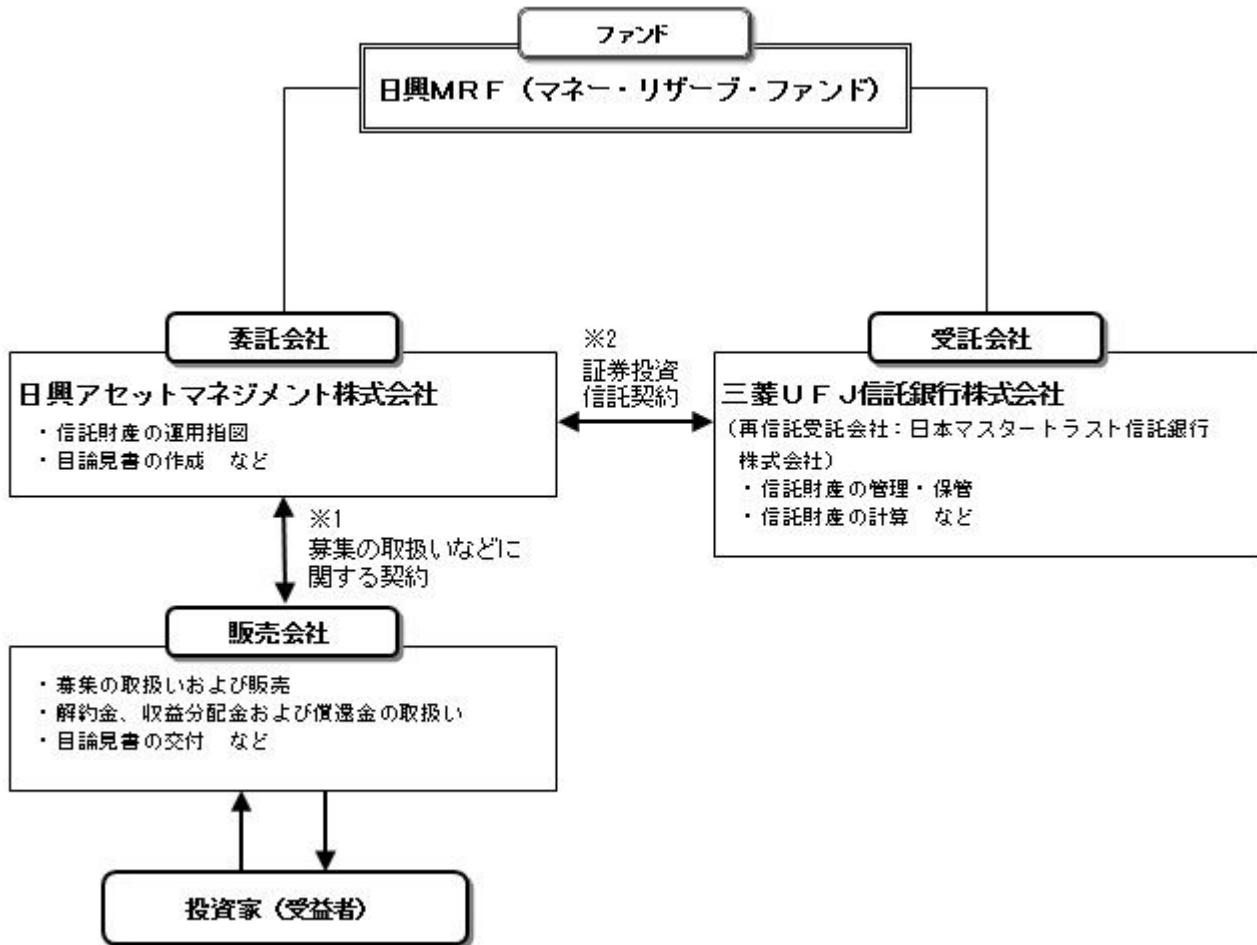 ファンド
日興ＭＲＦ（マネー・リザーブ・ファンド）
委託会社
日興アセットマネジメント株式会社
・信託財産の運用指図
・目論見書の作成　など
※2
証券投資
信託契約
受託会社
三菱ＵＦＪ信託銀行株式会社
（再信託受託会社：日本マスタートラスト信託銀行
株式会社）
・信託財産の管理・保管
・信託財産の計算　など
※1
募集の取扱いなどに
関する契約
販売会社
・募集の取扱いおよび販売
・解約金、収益分配金および償還金の取扱い
・目論見書の交付　など
投資家（受益者）